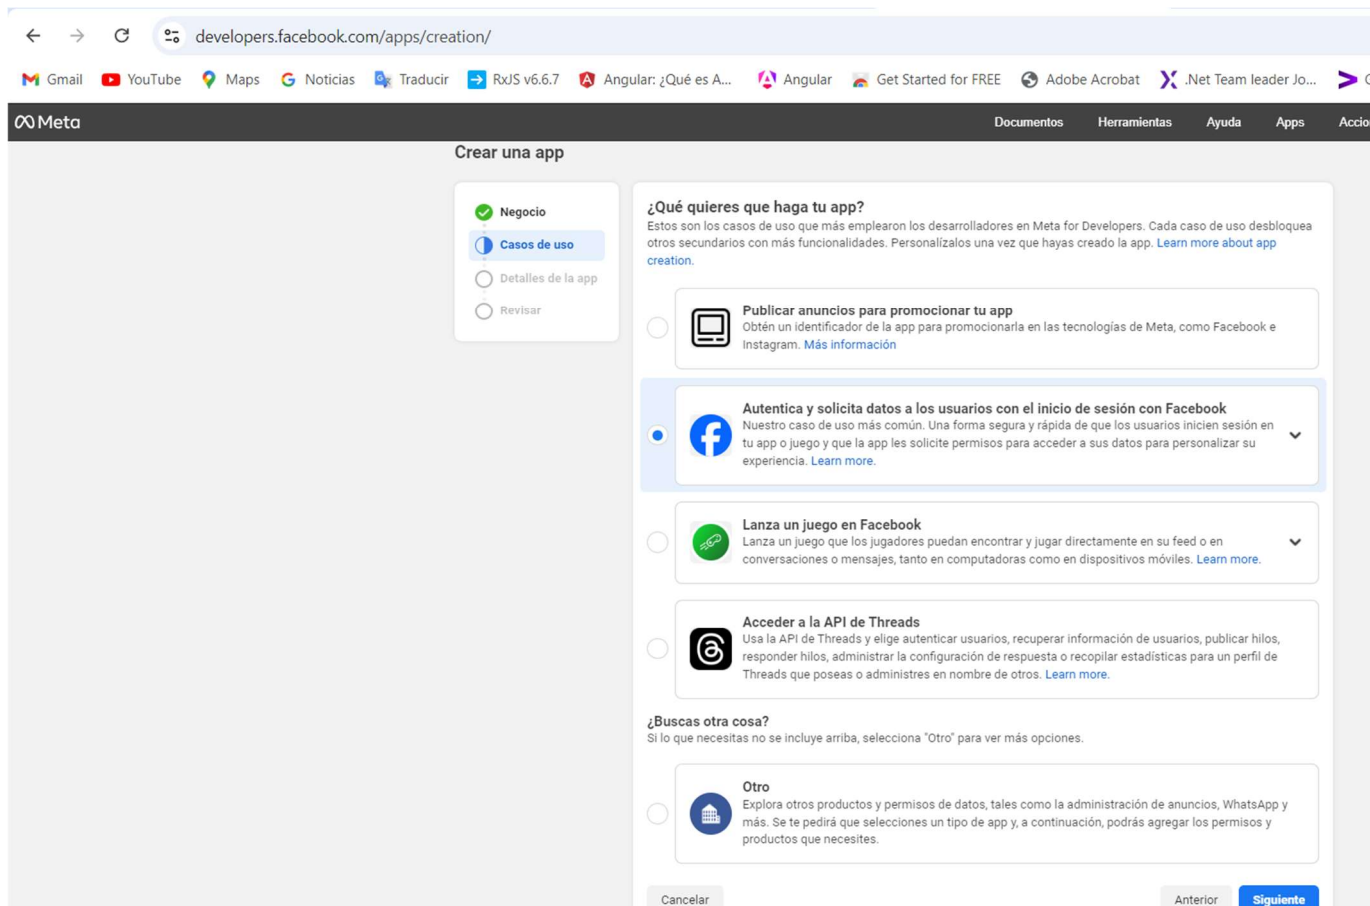 developers.facebook.com/apps/creation/
Gmail YouTube Maps Noticias Traducir RxJS v6.6.7 Angular: ¿Qué es A... Angular Get Started for FREE Adobe Acrobat .Net Team leader Jo...
Meta Documentos Herramientas Ayuda Apps Accio
Crear una app
Negocio
Casos de uso
Detalles de la app
Revisar
¿Qué quieres que haga tu app?
Estos son los casos de uso que más emplearon los desarrolladores en Meta for Developers. Cada caso de uso desbloquea
otros secundarios con más funcionalidades. Personalízalos una vez que hayas creado la app. Learn more about app
creation.
Publicar anuncios para promocionar tu app
Obtén un identificador de la app para promocionarla en las tecnologías de Meta, como Facebook e
Instagram. Más información
Autentica y solicita datos a los usuarios con el inicio de sesión con Facebook
Nuestro caso de uso más común. Una forma segura y rápida de que los usuarios inicien sesión en
tu app o juego y que la app les solicite permisos para acceder a sus datos para personalizar su
experiencia. Learn more.
Lanza un juego en Facebook
Lanza un juego que los jugadores puedan encontrar y jugar directamente en su feed o en
conversaciones o mensajes, tanto en computadoras como en dispositivos móviles. Learn more.
Acceder a la API de Threads
Usa la API de Threads y elige autenticar usuarios, recuperar información de usuarios, publicar hilos,
responder hilos, administrar la configuración de respuesta o recopilar estadísticas para un perfil de
Threads que poseas o administres en nombre de otros. Learn more.
¿Buscas otra cosa?
Si lo que necesitas no se incluye arriba, selecciona "Otro" para ver más opciones.
Otro
Explora otros productos y permisos de datos, tales como la administración de anuncios, WhatsApp y
más. Se te pedirá que selecciones un tipo de app y, a continuación, podrás agregar los permisos y
productos que necesites.
Cancelar Anterior Siguiente